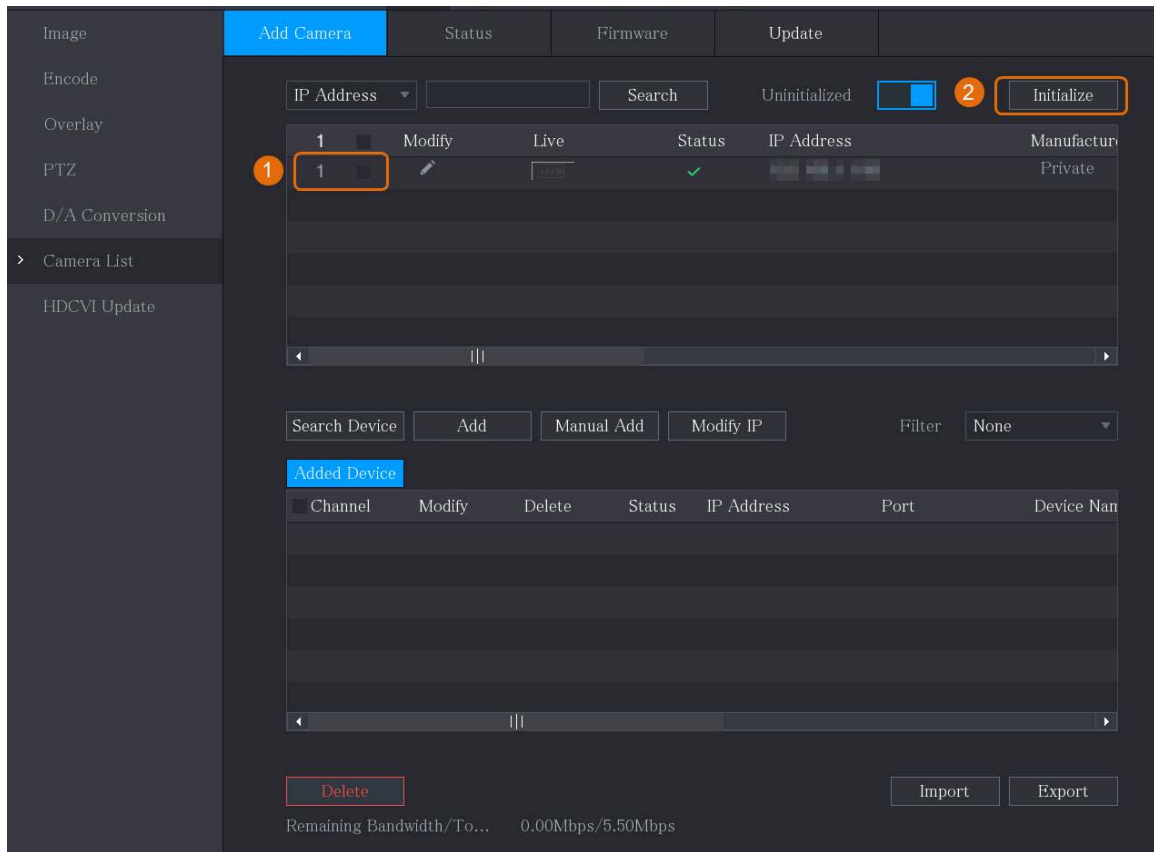 Image
Encode
Overlay
PTZ
D/A Conversion
Camera List
HDCVI Update
Add Camera Status Firmware Update
IP Address Search Uninitialized 2 Initialize
1 Modify Live Status IP Address Manufacture
1 1 Private
Search Device Add Manual Add Modify IP Filter None
Added Device
Channel Modify Delete Status IP Address Port Device Nam
Delete Import Export
Remaining Bandwidth/To... 0.00Mbps/5.50Mbps